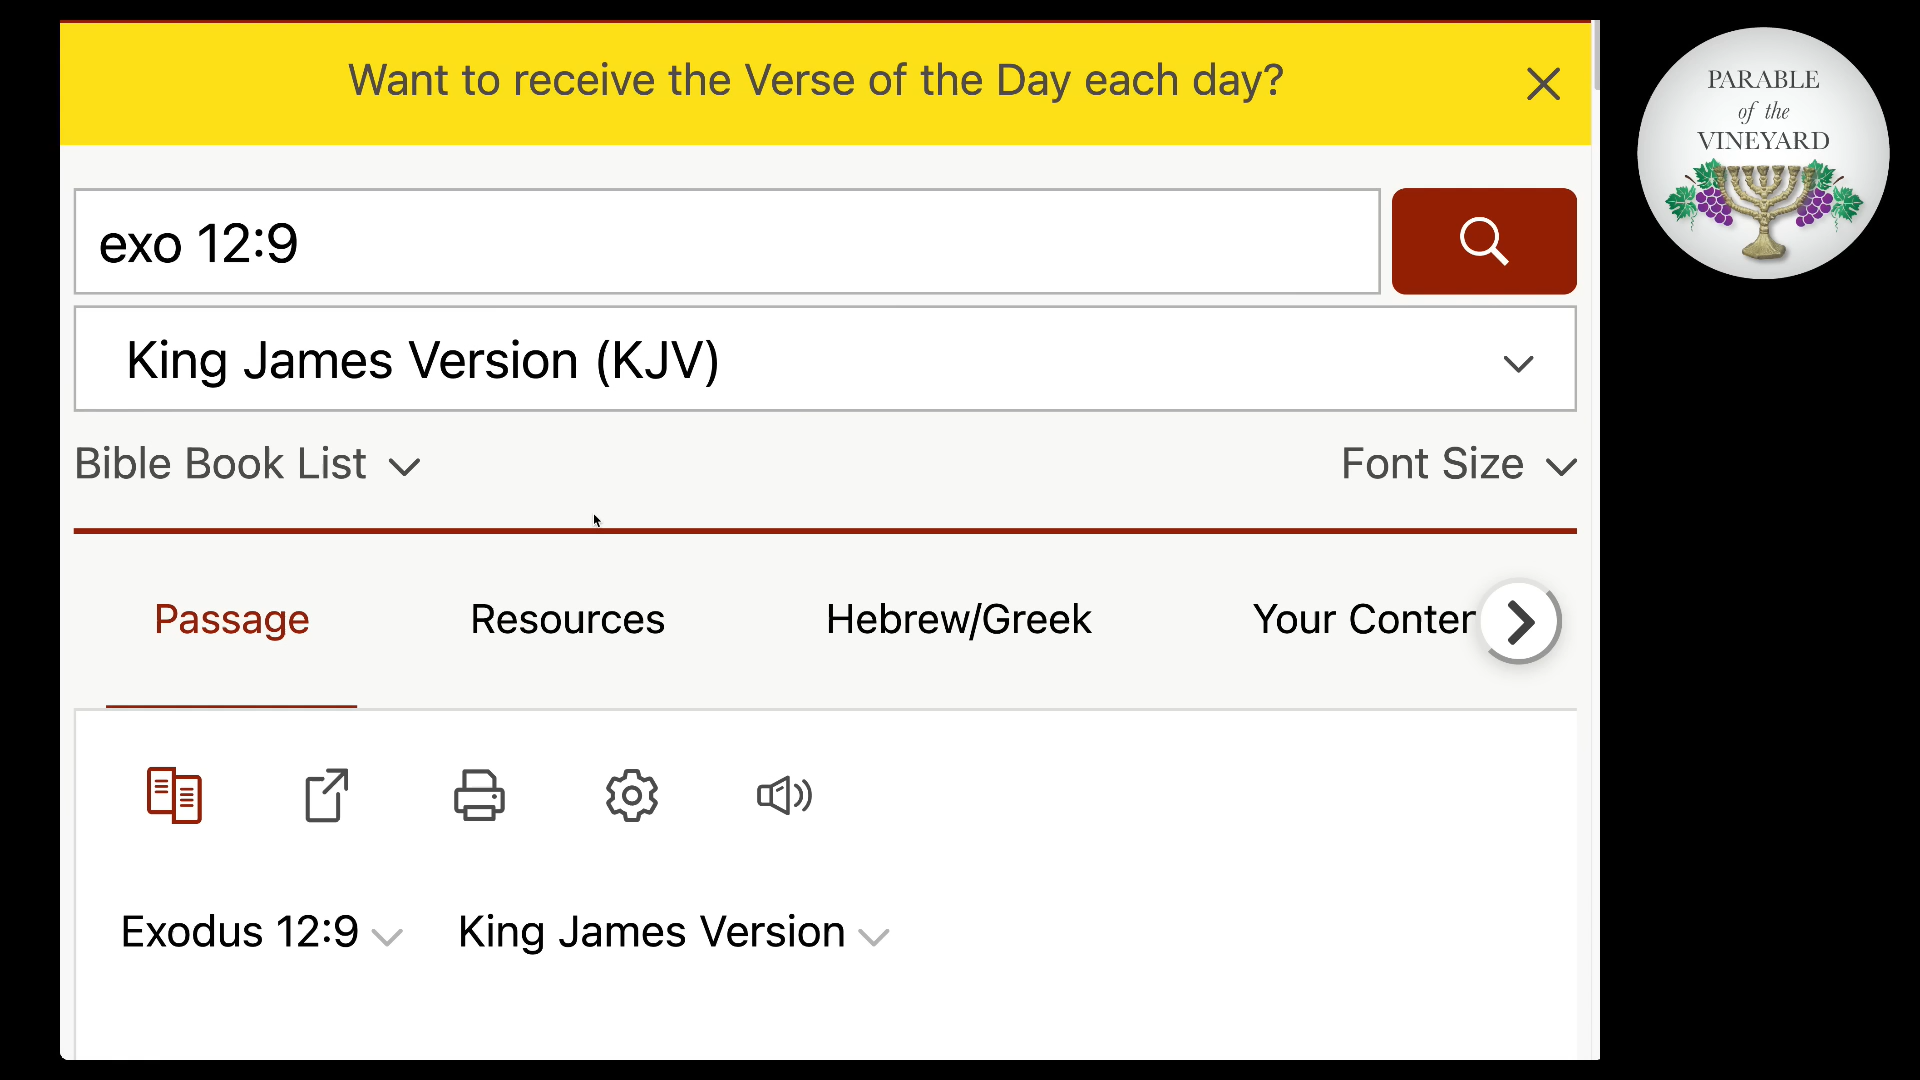 Want to receive the Verse of the Day each day?
PARABLE
of the
VINEYARD
exo 12:9
King James Version (KJV)
Bible Book List
Font Size
Passage
Resources
Hebrew/Greek
Your Conten
Exodus 12:9
King James Version